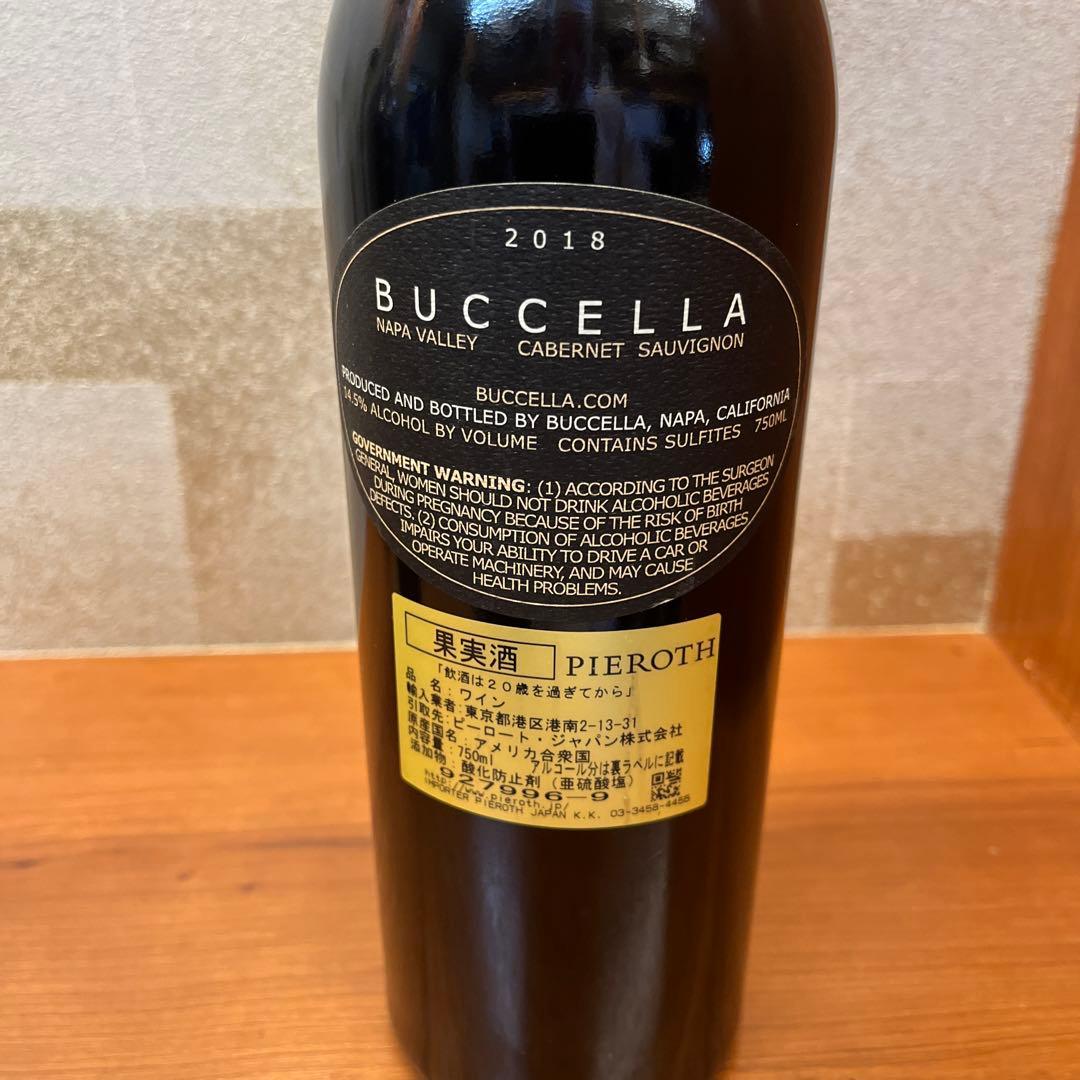 2018
BUCCELLA
NAPA VALLEY CABERNET SAUVIGNON
BUCCELLA.COM
PRODUCED AND BOTTLED BY BUCCELLA, NAPA, CALIFORNIA
14.5% ALCOHOL BY VOLUME CONTAINS SULFITES 750ML
GOVERNMENT WARNING: (1) ACCORDING TO THE SURGEON
GENERAL, WOMEN SHOULD NOT DRINK ALCOHOLIC BEVERAGES
DURING PREGNANCY BECAUSE OF THE RISK OF BIRTH
DEFECTS. (2) CONSUMPTION OF ALCOHOLIC BEVERAGES
IMPAIRS YOUR ABILITY TO DRIVE A CAR OR
OPERATE MACHINERY, AND MAY CAUSE
HEALTH PROBLEMS.
果実酒 PIEROTH
「飲酒は20歳を過ぎてから」
品名:ワイン
輸入業者:東京都港区港南2-13-31
引取先:ピーロート・ジャパン株式会社
原産国名:アメリカ合衆国
内容量:750ml アルコール分は裏ラベルに記載
添加物:酸化防止剤(亜硫酸塩)
927996-9
http://www.pieroth.jp/
IMPORTER PIEROTH JAPAN K.K. 03-3458-4455